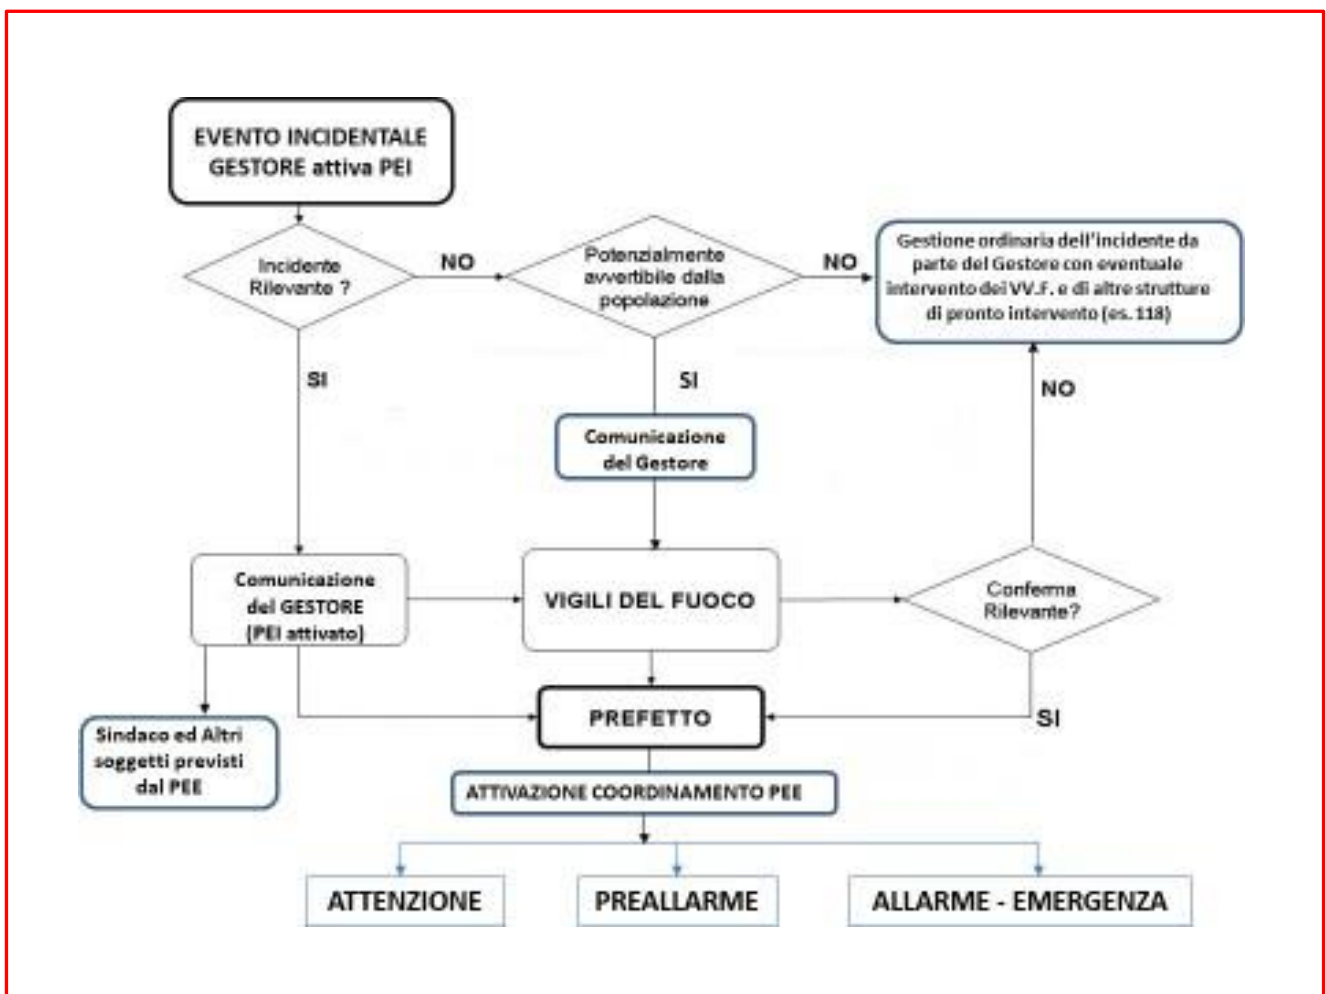 EVENTO INCIDENTALE
GESTORE attiva PEI
Incidente
Rilevante ?
NO
Potenzialmente
avvertibile dalla
popolazione
NO
Gestione ordinaria dell'Incidente da
parte del Gestore con eventuale
intervento dei VV.F. e di altre strutture
di pronto intervento (es. 118)
SI
SI
NO
Comunicazione
del Gestore
Comunicazione
del GESTORE
(PEI attivato)
VIGILI DEL FUOCO
Conferma
Rilevante?
PREFETTO
SI
Sindaco ed Altri
soggetti previsti
dal PEE
ATTIVAZIONE COORDINAMENTO PEE
ATTENZIONE
PREALLARME
ALLARME - EMERGENZA